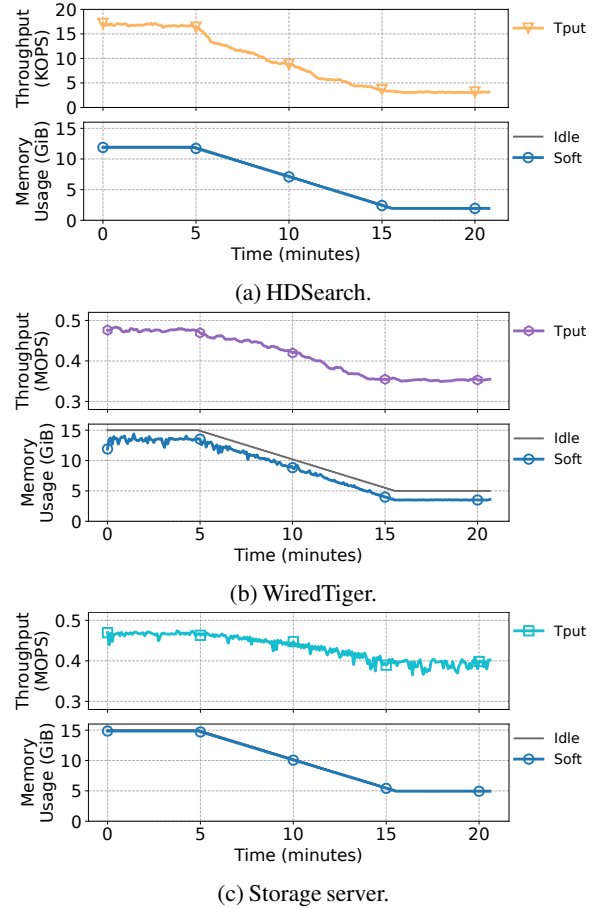 20
15
10
5
0
Throughput
(KOPS)
Tput
15
10
5
0
Memory
Usage (GiB)
Idle
Soft
0 5 10 15 20
Time (minutes)
(a) HDSearch.
0.5
0.4
0.3
Throughput
(MOPS)
Tput
15
10
5
0
Memory
Usage (GiB)
Idle
Soft
0 5 10 15 20
Time (minutes)
(b) WiredTiger.
0.5
0.4
0.3
Throughput
(MOPS)
Tput
15
10
5
0
Memory
Usage (GiB)
Idle
Soft
0 5 10 15 20
Time (minutes)
(c) Storage server.